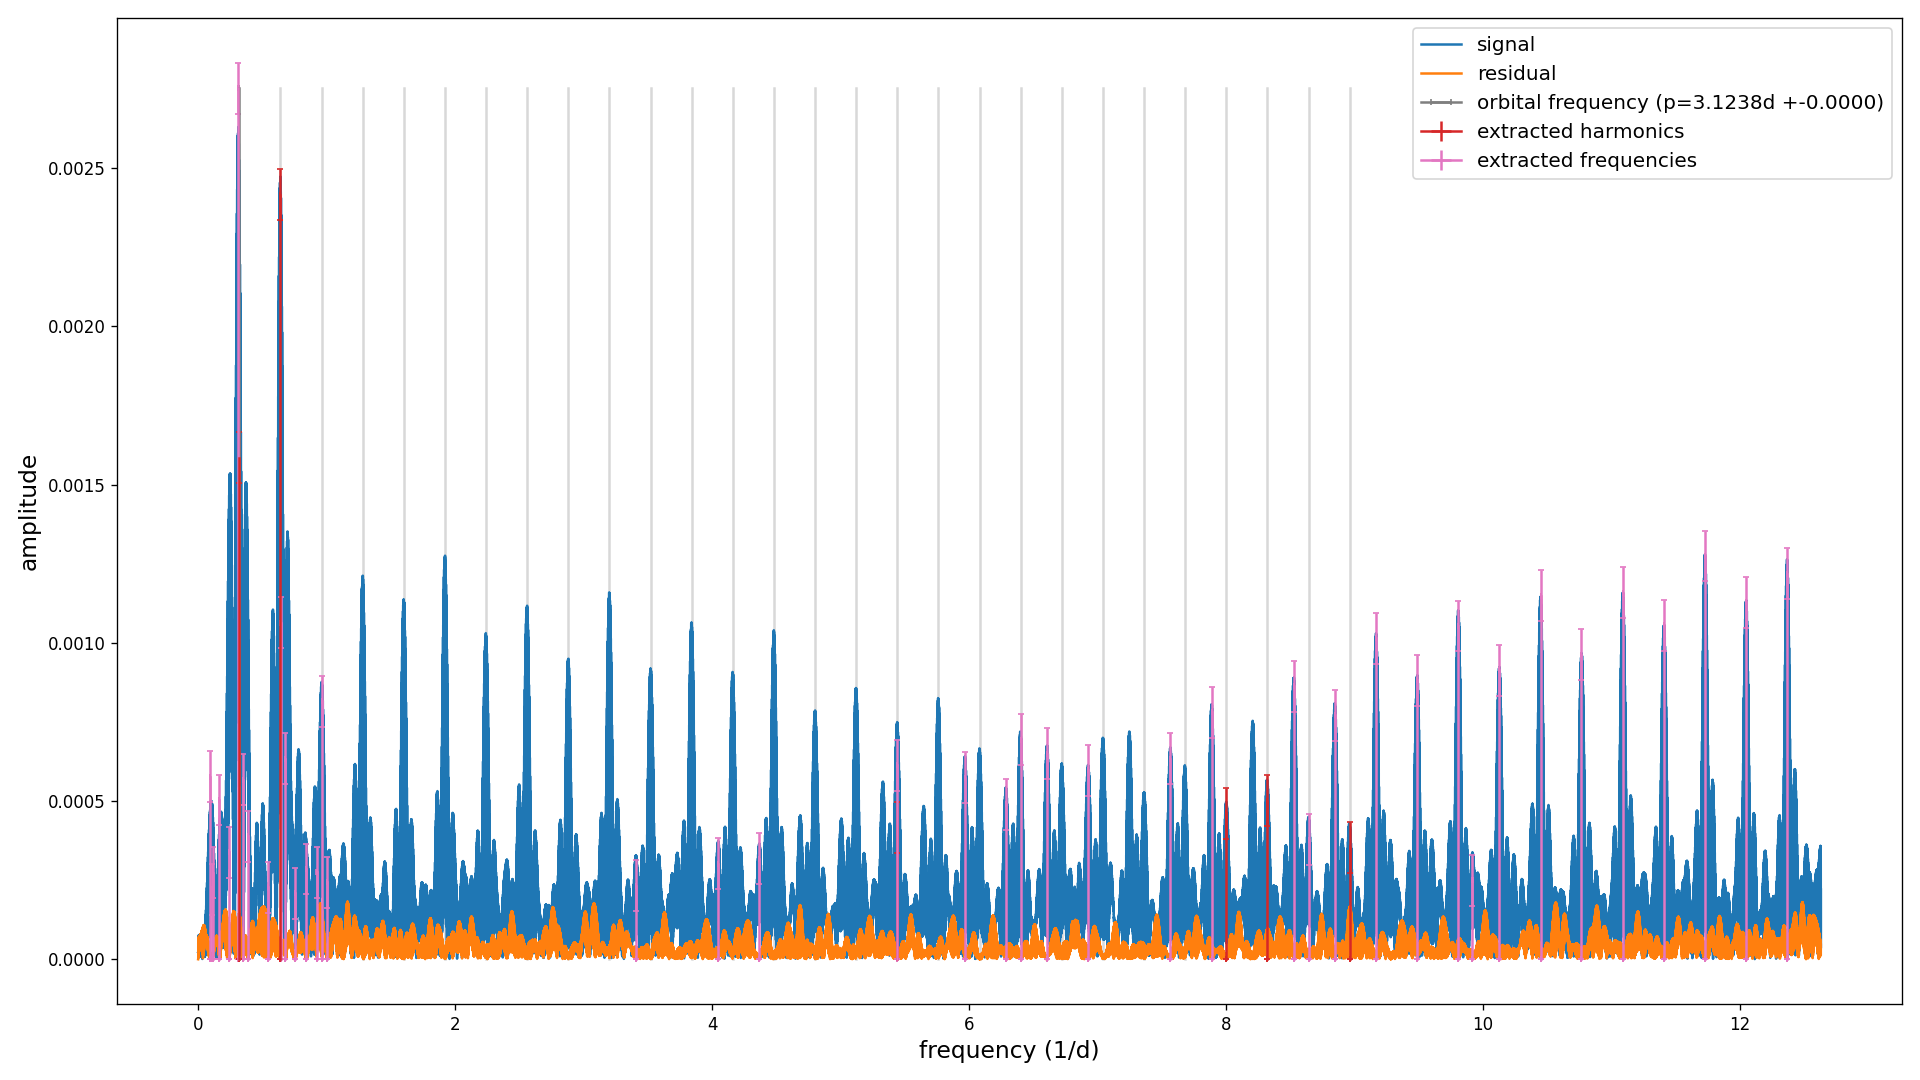 signal
residual
orbital frequency (p=3.1238d +-0.0000)
extracted harmonics
extracted frequencies
0.0025
0.0020
0.0015
0.0010
0.0005
0.0000
amplitude
0 2 4 6 8 10 12
frequency (1/d)